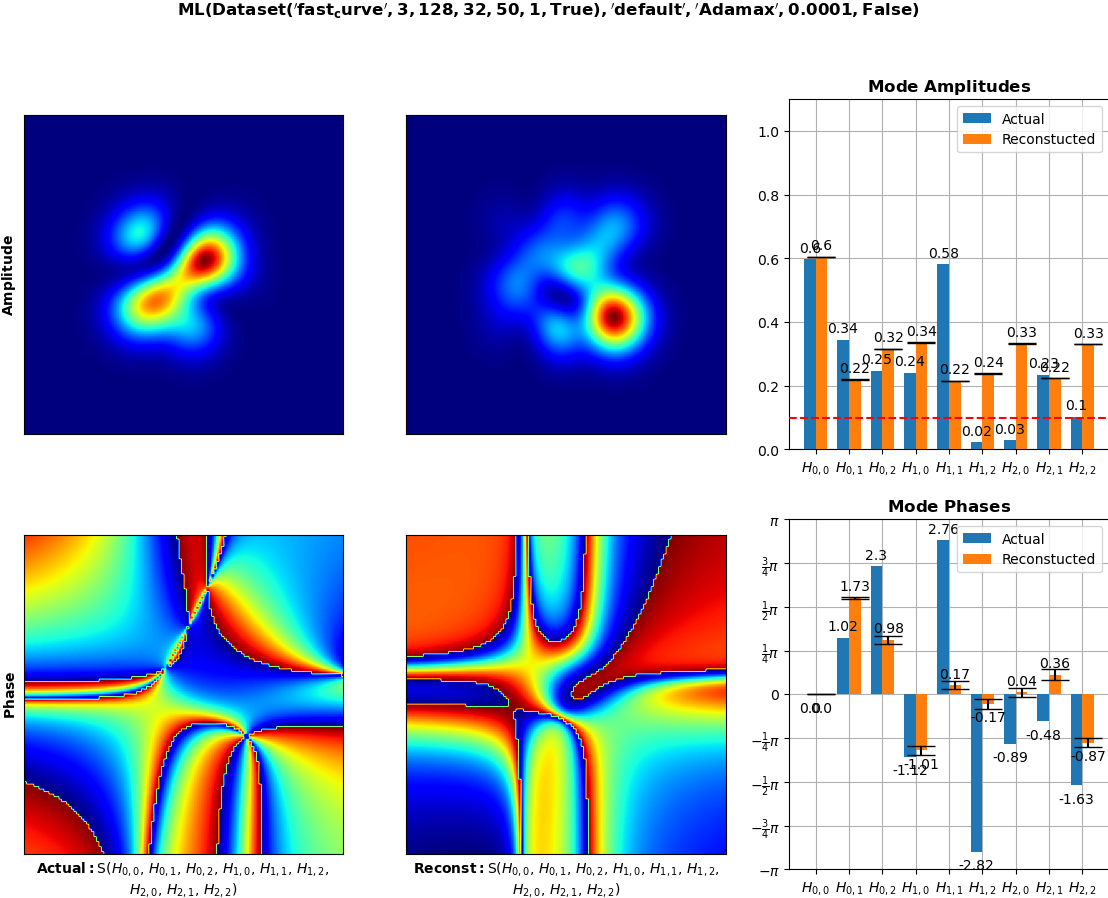 ML(Dataset('fast_curve', 3, 128, 32, 50, 1, True), 'default', 'Adamax', 0.0001, False)
Amplitude
Mode Amplitudes
Actual
Reconstucted
1.0
0.8
0.6
0.4
0.2
0.0
0.6
0.6
0.34
0.22
0.25
0.32
0.24
0.34
0.58
0.22
0.02
0.24
0.03
0.33
0.23
0.22
0.1
0.33
H0,0 H0,1 H0,2 H1,0 H1,1 H1,2 H2,0 H2,1 H2,2
Phase
Actual: S(H0,0, H0,1, H0,2, H1,0, H1,1, H1,2,
H2,0, H2,1, H2,2)
Reconst: S(H0,0, H0,1, H0,2, H1,0, H1,1, H1,2,
H2,0, H2,1, H2,2)
Mode Phases
Actual
Reconstucted
π
3/4π
1/2π
1/4π
0
−1/4π
−1/2π
−3/4π
−π
0.0
0.0
1.02
1.73
2.3
0.98
-1.12
-1.01
2.76
0.17
-2.82
-0.17
-0.89
0.04
-0.48
0.36
-1.63
-0.87
H0,0 H0,1 H0,2 H1,0 H1,1 H1,2 H2,0 H2,1 H2,2